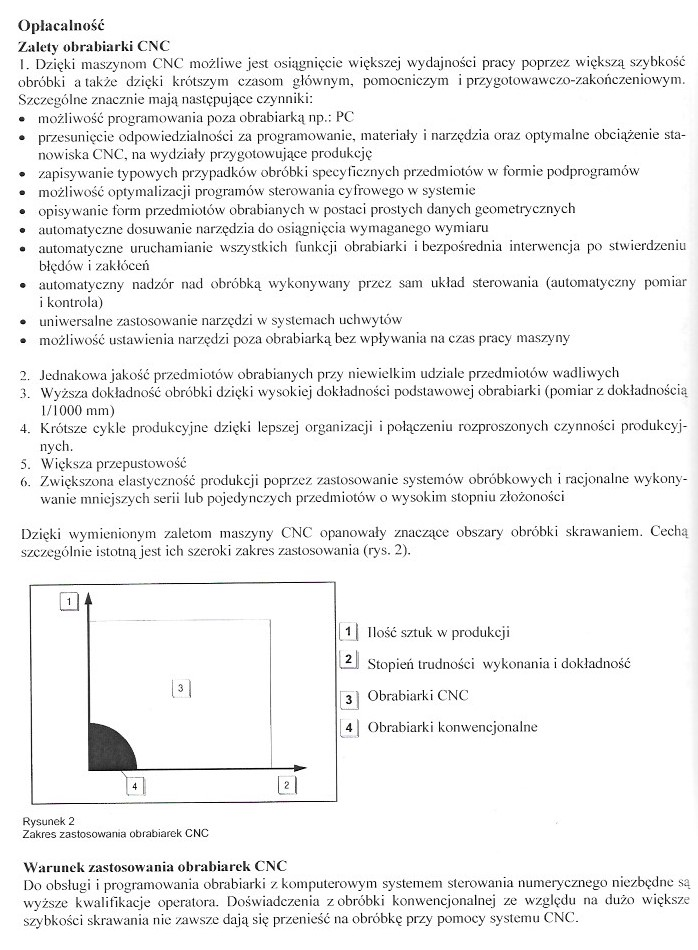 Opłacalność
Zalety obrabiarki CNC
1. Dzięki maszynom CNC możliwe jest osiągnięcie większej wydajności pracy poprzez większą szybkość
obróbki a także dzięki krótszym czasom głównym, pomocniczym i przygotowawczo-zakończeniowym.
Szczególne znacznie mają następujące czynniki:
• możliwość programowania poza obrabiarką np.: PC
• przesunięcie odpowiedzialności za programowanie, materiały i narzędzia oraz optymalne obciążenie sta-
nowiska CNC, na wydziały przygotowujące produkcję
• zapisywanie typowych przypadków obróbki specyficznych przedmiotów w formie podprogramów
• możliwość optymalizacji programów sterowania cyfrowego w systemie
• opisywanie form przedmiotów obrabianych w postaci prostych danych geometrycznych
• automatyczne dosuwanie narzędzia do osiągnięcia wymaganego wymiaru
• automatyczne uruchamianie wszystkich funkcji obrabiarki i bezpośrednia interwencja po stwierdzeniu
błędów i zakłóceń
• automatyczny nadzór nad obróbką wykonywany przez sam układ sterowania (automatyczny pomiar
i kontrola)
• uniwersalne zastosowanie narzędzi w systemach uchwytów
• możliwość ustawienia narzędzi poza obrabiarką bez wpływania na czas pracy maszyny
2. Jednakowa jakość przedmiotów obrabianych przy niewielkim udziale przedmiotów wadliwych
3. Wyższa dokładność obróbki dzięki wysokiej dokładności podstawowej obrabiarki (pomiar z dokładnością
1/1000 mm)
4. Krótsze cykle produkcyjne dzięki lepszej organizacji i połączeniu rozproszonych czynności produkcyj-
nych.
5. Większa przepustowość
6. Zwiększona elastyczność produkcji poprzez zastosowanie systemów obróbkowych i racjonalne wykony-
wanie mniejszych serii lub pojedynczych przedmiotów o wysokim stopniu złożoności
Dzięki wymienionym zaletom maszyny CNC opanowały znaczące obszary obróbki skrawaniem. Cechą
szczególnie istotną jest ich szeroki zakres zastosowania (rys. 2).
1
3
4
2
1 Ilość sztuk w produkcji
2 Stopień trudności wykonania i dokładność
3 Obrabiarki CNC
4 Obrabiarki konwencjonalne
Rysunek 2
Zakres zastosowania obrabiarek CNC
Warunek zastosowania obrabiarek CNC
Do obsługi i programowania obrabiarki z komputerowym systemem sterowania numerycznego niezbędne są
wyższe kwalifikacje operatora. Doświadczenia z obróbki konwencjonalnej ze względu na dużo większe
szybkości skrawania nie zawsze dają się przenieść na obróbkę przy pomocy systemu CNC.